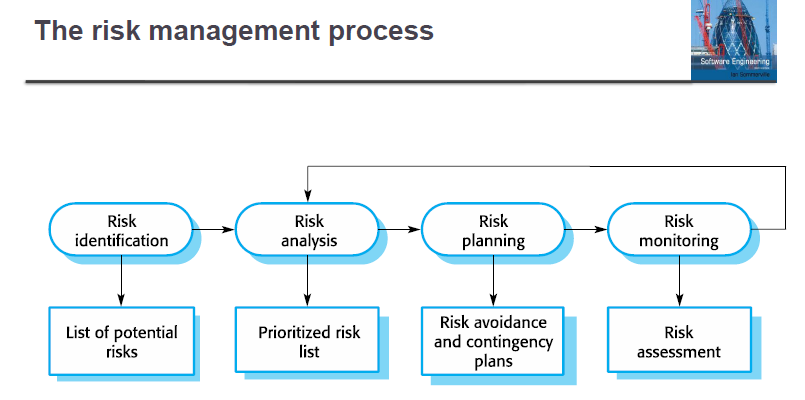 The risk management process
Software Engineering
Ian Sommerville
Risk
identification
Risk
analysis
Risk
planning
Risk
monitoring
List of potential
risks
Prioritized risk
list
Risk avoidance
and contingency
plans
Risk
assessment